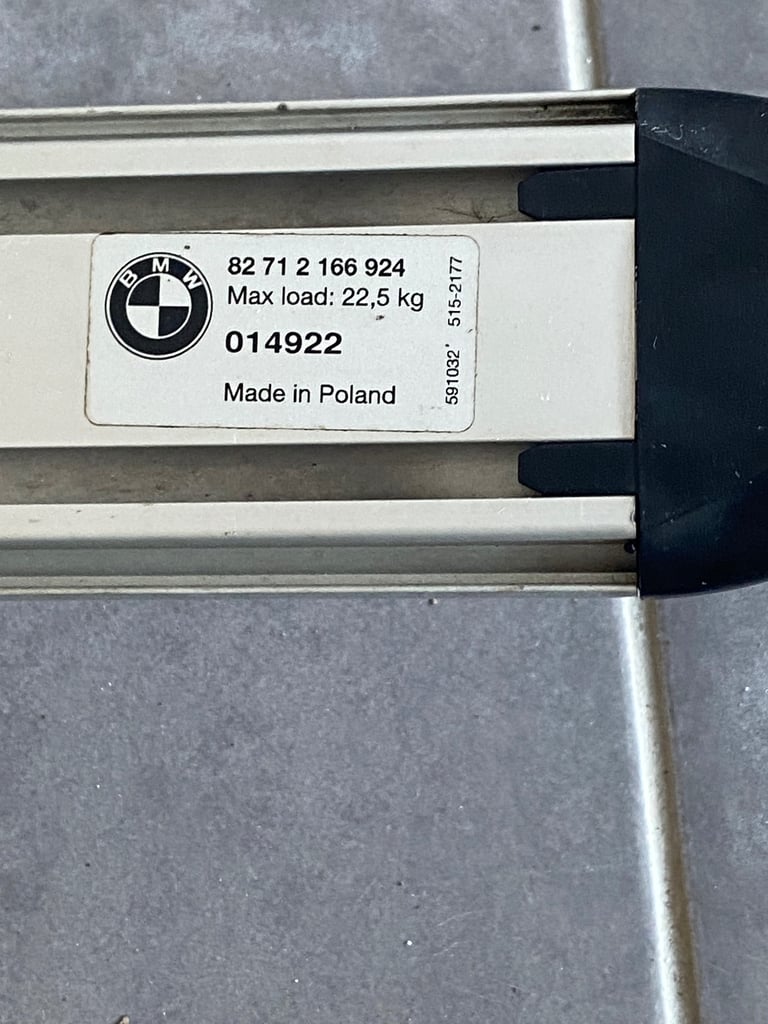 BMW
82 71 2 166 924
Max load: 22,5 kg
014922
Made in Poland
591032' 515-2177